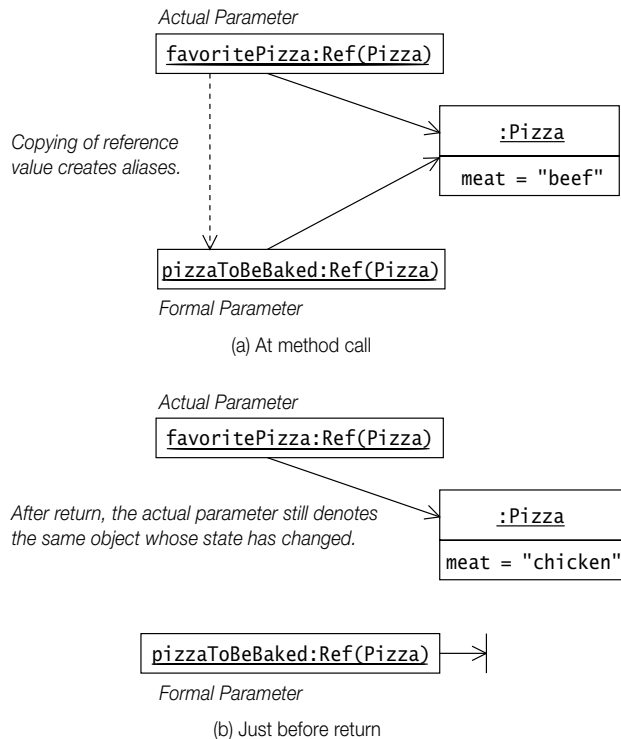 Actual Parameter
favoritePizza:Ref(Pizza)
:Pizza
Copying of reference
value creates aliases.
meat = "beef"
pizzaToBeBaked:Ref(Pizza)
Formal Parameter
(a) At method call
Actual Parameter
favoritePizza:Ref(Pizza)
After return, the actual parameter still denotes
the same object whose state has changed.
:Pizza
meat = "chicken"
pizzaToBeBaked:Ref(Pizza)
Formal Parameter
(b) Just before return